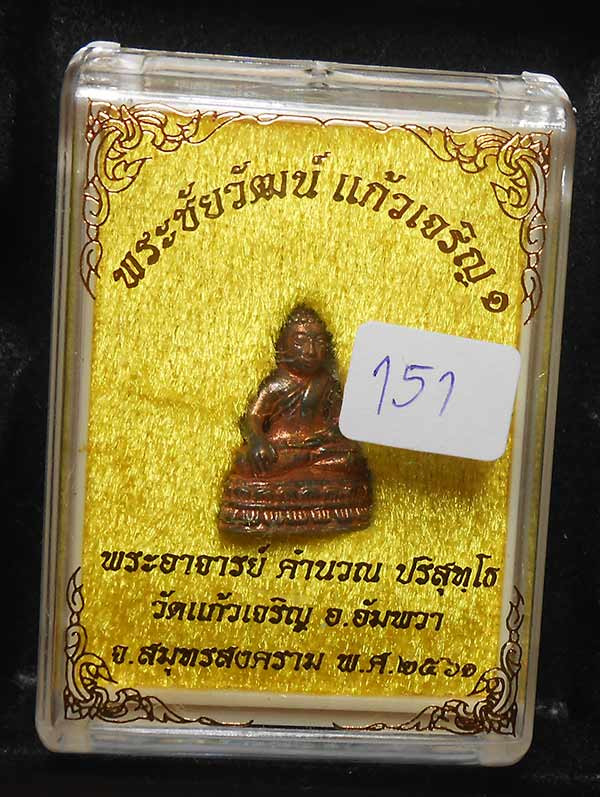 พระชัยวัฒน์ แก้วเจริญ ๑
151
พระอาจารย์ คำนวณ ปริสุทฺโธ
วัดแก้วเจริญ อ.อัมพวา
จ.สมุทรสงคราม พ.ศ.๒๕๖๑